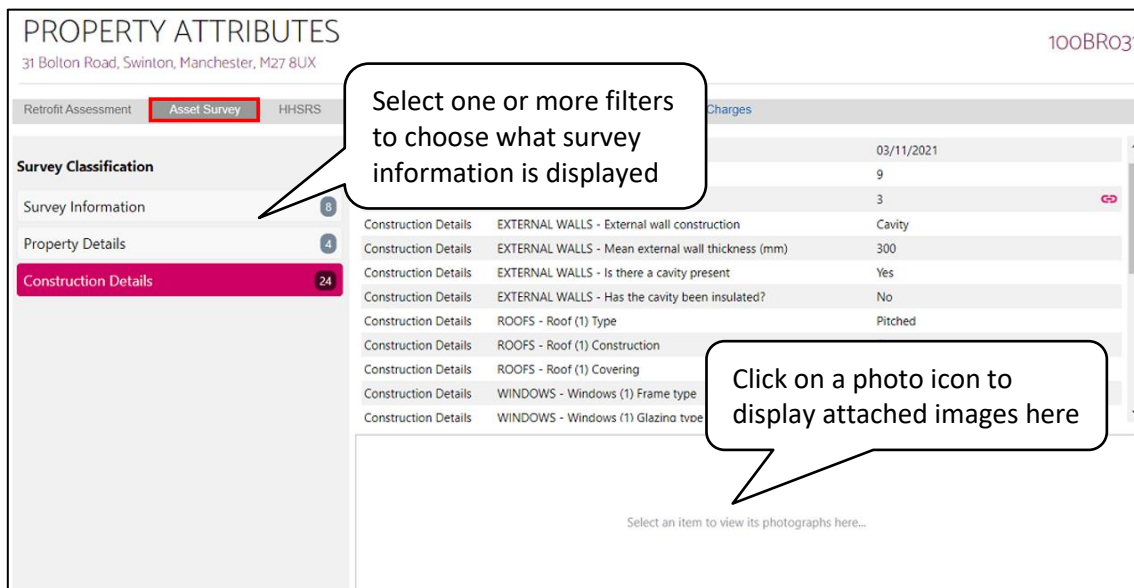 PROPERTY ATTRIBUTES
31 Bolton Road, Swinton, Manchester, M27 8UX
100BR031
Retrofit Assessment Asset Survey HHSRS Charges
Select one or more filters
to choose what survey
information is displayed
Survey Classification
Survey Information 8
Property Details 4
Construction Details 24
03/11/2021
9
3
Construction Details EXTERNAL WALLS - External wall construction Cavity
Construction Details EXTERNAL WALLS - Mean external wall thickness (mm) 300
Construction Details EXTERNAL WALLS - Is there a cavity present Yes
Construction Details EXTERNAL WALLS - Has the cavity been insulated? No
Construction Details ROOFS - Roof (1) Type Pitched
Construction Details ROOFS - Roof (1) Construction
Construction Details ROOFS - Roof (1) Covering
Construction Details WINDOWS - Windows (1) Frame type
Construction Details WINDOWS - Windows (1) Glazing type
Click on a photo icon to
display attached images here
Select an item to view its photographs here...